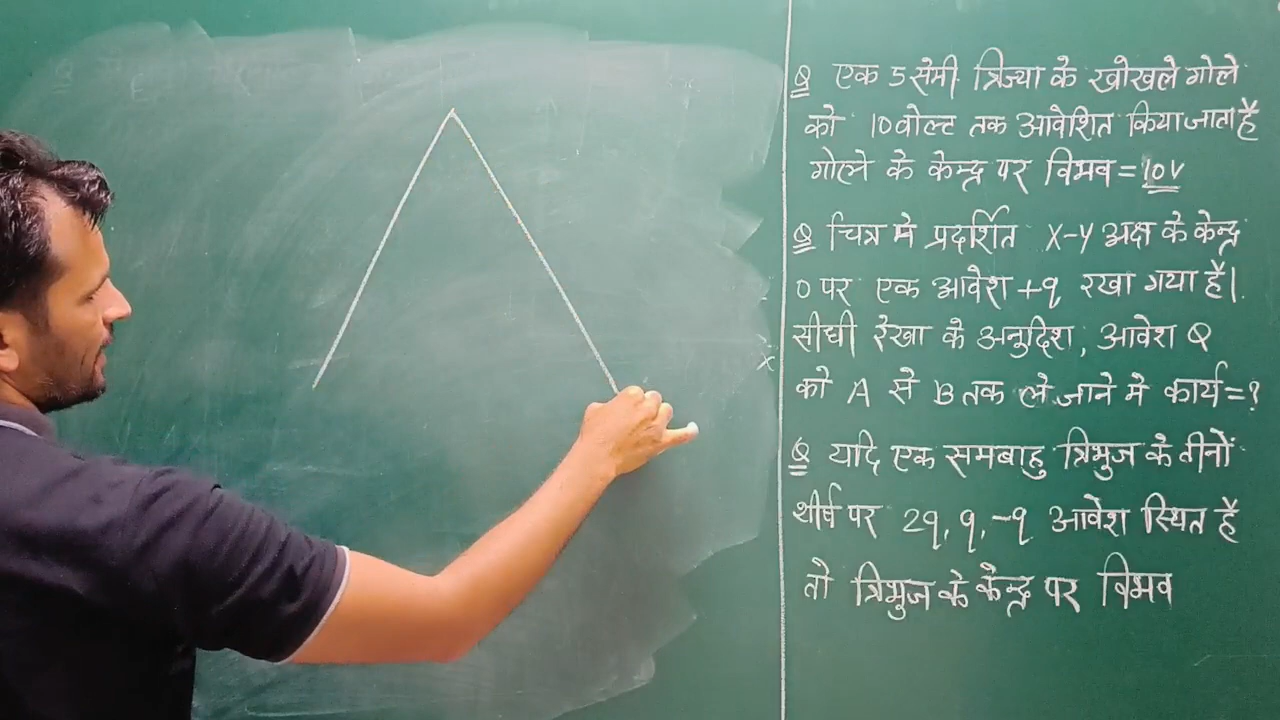 Q एक 5 सेमी त्रिज्या के खोखले गोले
को 10 वोल्ट तक आवेशित किया जाता है
गोले के केन्द्र पर विभव = 10V
Q चित्र मे प्रदर्शित X-Y अक्ष के केन्द्र
O पर एक आवेश +q रखा गया है।
सीधी रेखा के अनुदिश, आवेश Q
को A से B तक ले जाने मे कार्य = ?
Q यदि एक समबाहु त्रिभुज के तीनों
शीर्ष पर 2q, q, -q आवेश स्थित है
तो त्रिभुज के केन्द्र पर विभव
x